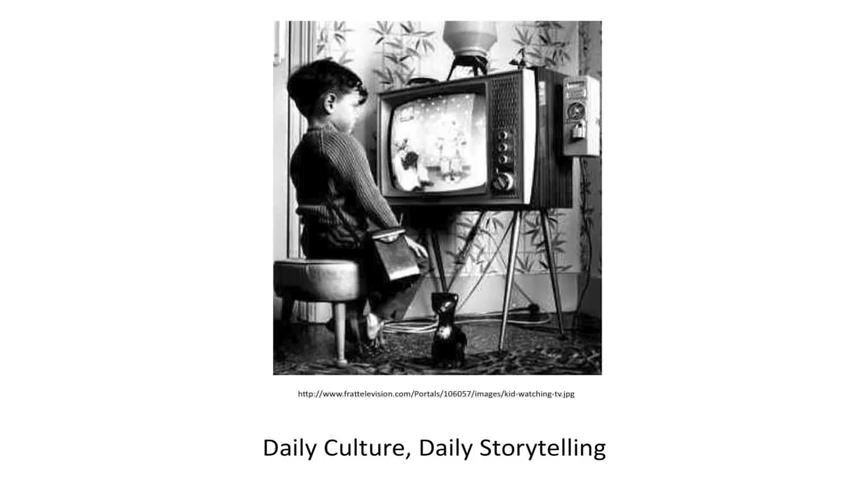 http://www.frattelevision.com/Portals/106057/images/kid-watching-tv.jpg
Daily Culture, Daily Storytelling